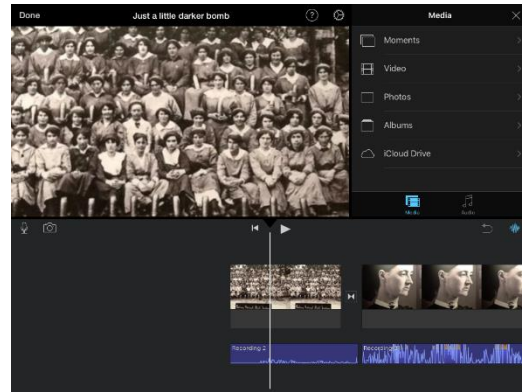 Done
Just a little darker bomb
?
Media
Moments
Video
Photos
Albums
iCloud Drive
Media
Audio
Recording 2
Recording